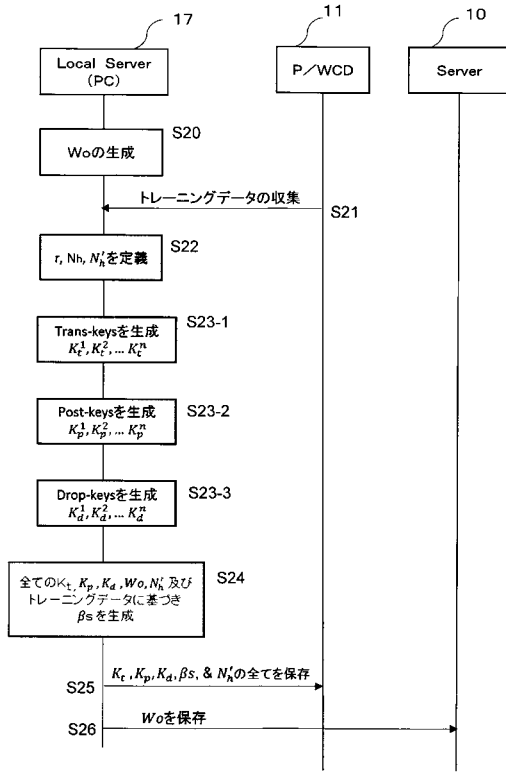 17
11
10
Local Server
(PC)
P／WCD
Server
S20
Woの生成
トレーニングデータの収集
S21
S22
r, Nh, N'hを定義
Trans-keysを生成
S23-1
K¹t, K²t, … Kⁿt
Post-keysを生成
S23-2
K¹p, K²p, … Kⁿp
Drop-keysを生成
S23-3
K¹d, K²d, … Kⁿd
S24
全てのKt, Kp, Kd, Wo, N'h 及び
トレーニングデータに基づき
βsを生成
S25
Kt, Kp, Kd, βs, & N'hの全てを保存
S26
Woを保存